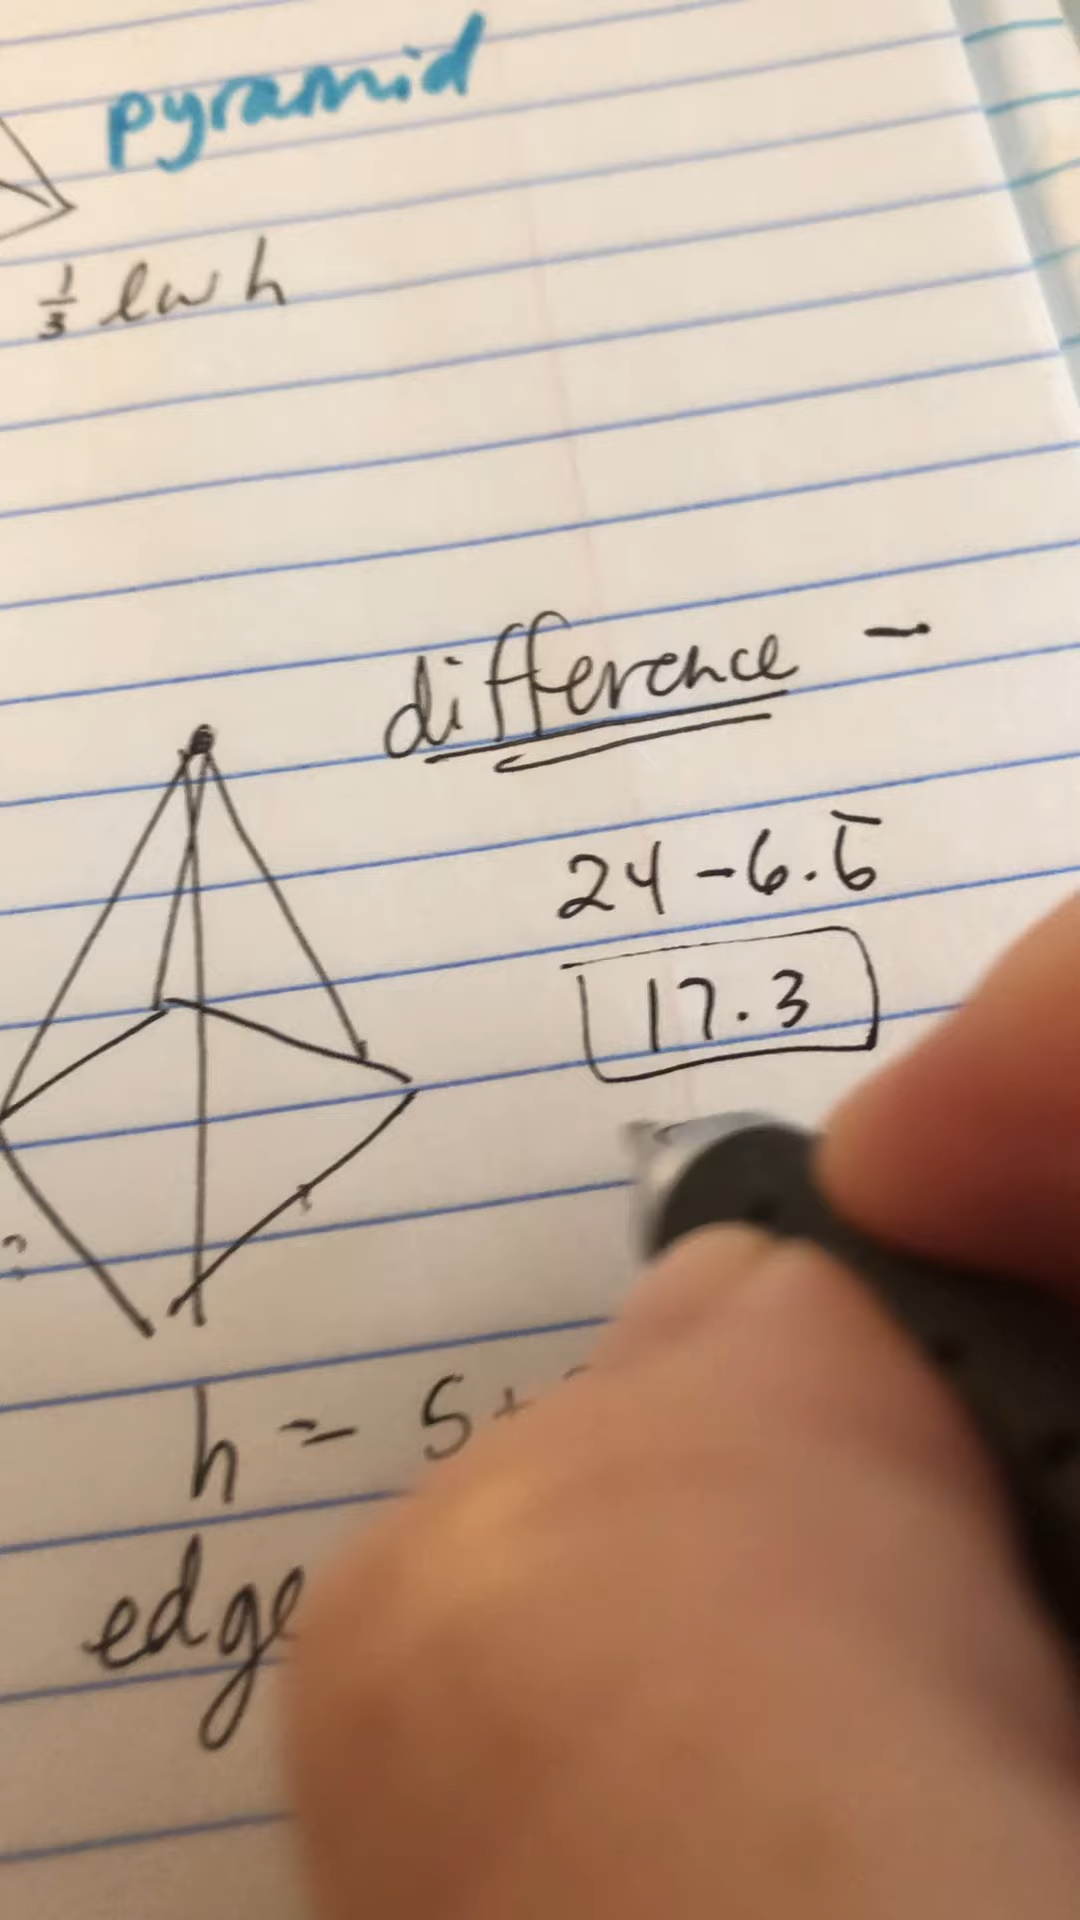 pyramid
1/3 lwh
difference -
24 - 6.6̅
17.3
h = 5+
edge